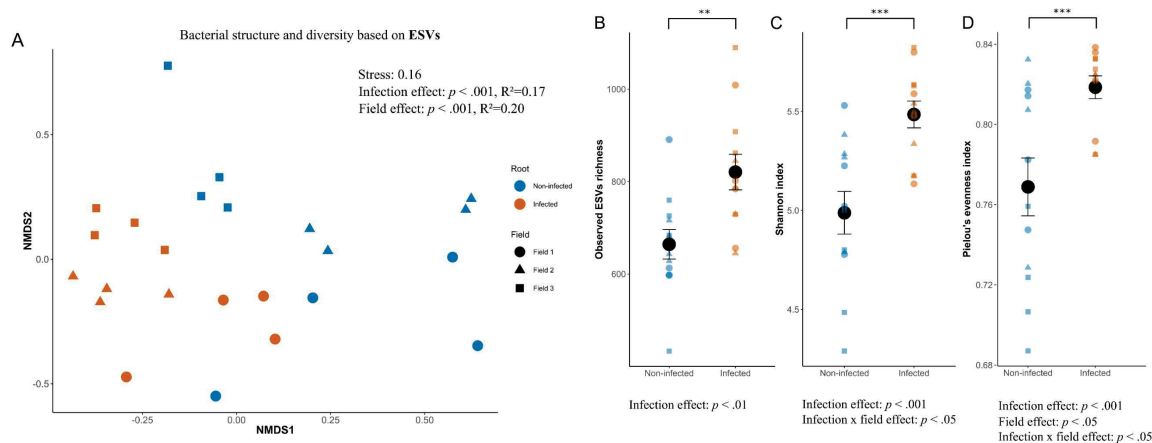 A
Bacterial structure and diversity based on ESVs
Stress: 0.16
Infection effect: p < .001, R²=0.17
Field effect: p < .001, R²=0.20
NMDS2
0.5
0.0
-0.5
-0.25
0.00
0.25
0.50
NMDS1
Root
Non-infected
Infected
Field
Field 1
Field 2
Field 3
B
**
Observed ESVs richness
1000
800
600
Non-infected
Infected
Infection effect: p < .01
C
***
Shannon index
5.5
5.0
4.5
Non-infected
Infected
Infection effect: p < .001
Infection x field effect: p < .05
D
***
Pielou's evenness index
0.84
0.80
0.76
0.72
0.68
Non-infected
Infected
Infection effect: p < .001
Field effect: p < .05
Infection x field effect: p < .05